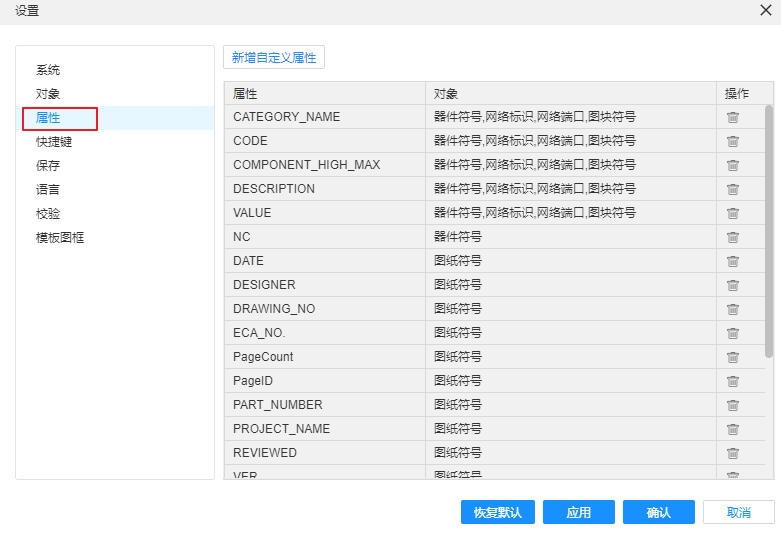 设置
系统
对象
属性
快捷键
保存
语言
校验
模板图框
新增自定义属性
属性 对象 操作
CATEGORY_NAME 器件符号,网络标识,网络端口,图块符号
CODE 器件符号,网络标识,网络端口,图块符号
COMPONENT_HIGH_MAX 器件符号,网络标识,网络端口,图块符号
DESCRIPTION 器件符号,网络标识,网络端口,图块符号
VALUE 器件符号,网络标识,网络端口,图块符号
NC 器件符号
DATE 图纸符号
DESIGNER 图纸符号
DRAWING_NO 图纸符号
ECA_NO. 图纸符号
PageCount 图纸符号
PageID 图纸符号
PART_NUMBER 图纸符号
PROJECT_NAME 图纸符号
REVIEWED 图纸符号
VER 图纸符号
恢复默认 应用 确认 取消